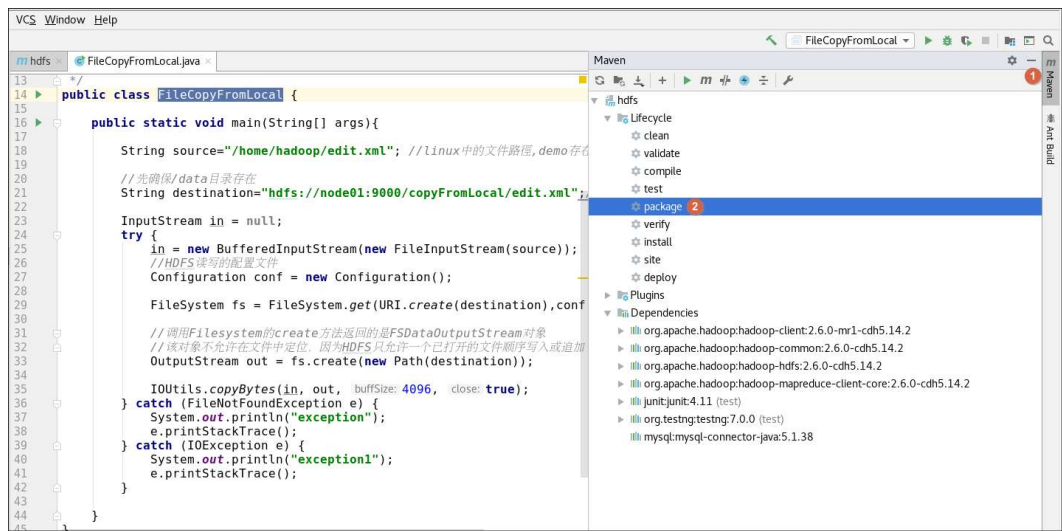 VCS Window Help
FileCopyFromLocal
hdfs
FileCopyFromLocal.java
13 */
14 public class FileCopyFromLocal {
15
16 public static void main(String[] args){
17
18 String source="/home/hadoop/edit.xml"; //linux中的文件路徑,demo存在
19
20 //先确保/data目录存在
21 String destination="hdfs://node01:9000/copyFromLocal/edit.xml";
22
23 InputStream in = null;
24 try {
25 in = new BufferedInputStream(new FileInputStream(source));
26 //HDFS读写的配置文件
27 Configuration conf = new Configuration();
28
29 FileSystem fs = FileSystem.get(URI.create(destination),conf
30
31 //调用Filesystem的create方法返回的是FSDataOutputStream对象
32 //该对象不允许在文件中定位，因为HDFS只允许一个已打开的文件顺序写入或追加
33 OutputStream out = fs.create(new Path(destination));
34
35 IOUtils.copyBytes(in, out, buffSize: 4096, close: true);
36 } catch (FileNotFoundException e) {
37 System.out.println("exception");
38 e.printStackTrace();
39 } catch (IOException e) {
40 System.out.println("exception1");
41 e.printStackTrace();
42 }
43
44 }
45 }
Maven
1
hdfs
Lifecycle
clean
validate
compile
test
package 2
verify
install
site
deploy
Plugins
Dependencies
org.apache.hadoop:hadoop-client:2.6.0-mr1-cdh5.14.2
org.apache.hadoop:hadoop-common:2.6.0-cdh5.14.2
org.apache.hadoop:hadoop-hdfs:2.6.0-cdh5.14.2
org.apache.hadoop:hadoop-mapreduce-client-core:2.6.0-cdh5.14.2
junit:junit:4.11 (test)
org.testng:testng:7.0.0 (test)
mysql:mysql-connector-java:5.1.38
Maven
Ant Build